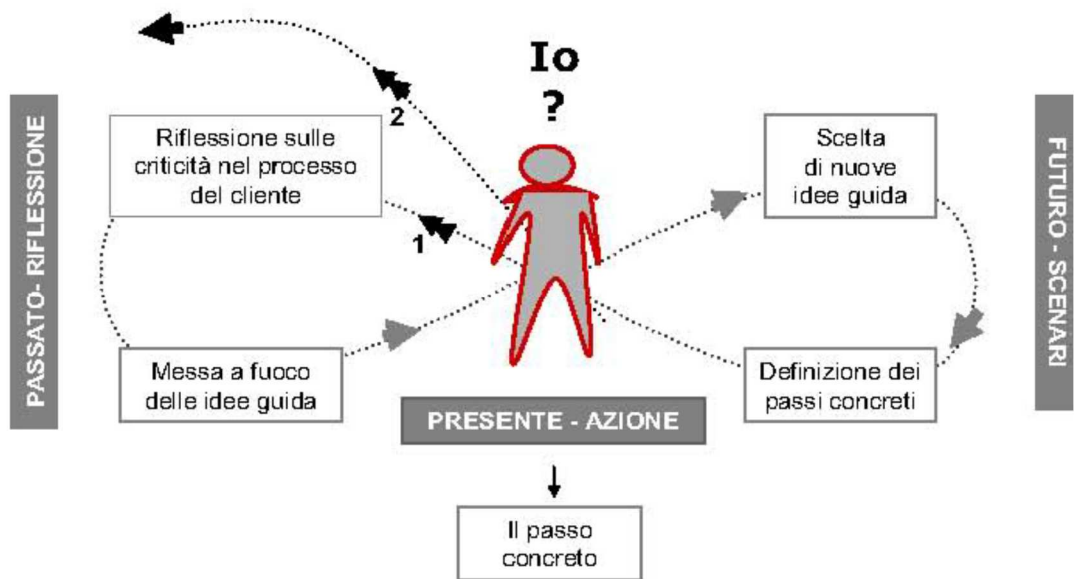 Io
?
2
PASSATO- RIFLESSIONE
Riflessione sulle
criticità nel processo
del cliente
1
Scelta
di nuove
idee guida
FUTURO - SCENARI
Messa a fuoco
delle idee guida
Definizione dei
passi concreti
PRESENTE - AZIONE
Il passo
concreto